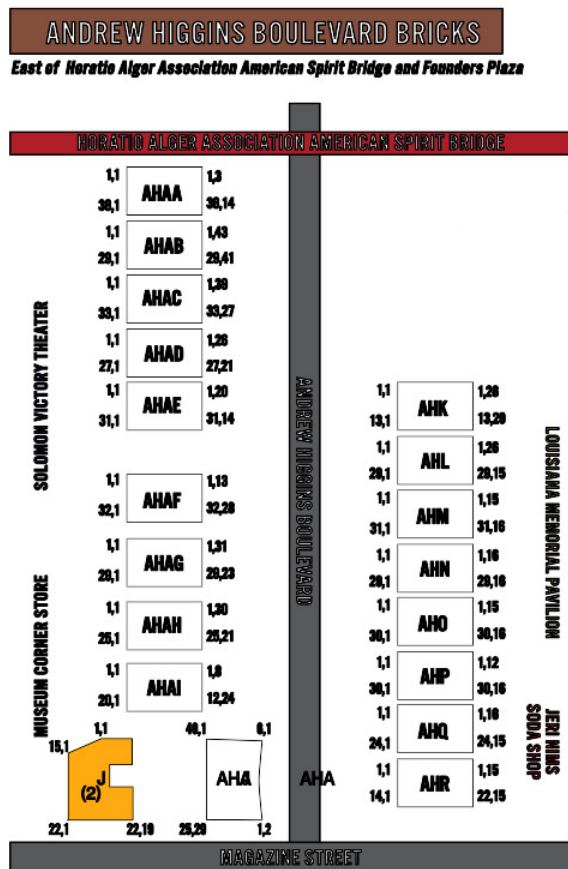 ANDREW HIGGINS BOULEVARD BRICKS
East of Horatio Alger Association American Spirit Bridge and Founders Plaza
HORATIO ALGER ASSOCIATION AMERICAN SPIRIT BRIDGE
1,1 1,3
AHAA
38,1 38,14
1,1 1,43
AHAB
29,1 29,41
1,1 1,39
AHAC
33,1 33,27
1,1 1,26
AHAD
27,1 27,21
1,1 1,20
AHAE
31,1 31,14
SOLOMON VICTORY THEATER
1,1 1,13
AHAF
32,1 32,28
1,1 1,31
AHAG
29,1 29,23
1,1 1,30
AHAH
25,1 25,21
1,1 1,8
AHAI
20,1 12,24
MUSEUM CORNER STORE
1,1
15,1
J
(2)
22,1 22,19
40,1 6,1
25,29 1,2
ANDREW HIGGINS BOULEVARD
AHA
1,1 1,26
AHK
13,1 13,29
1,1 1,26
AHL
29,1 29,15
1,1 1,15
AHM
31,1 31,16
1,1 1,16
AHN
29,1 29,16
1,1 1,15
AHO
30,1 30,16
1,1 1,12
AHP
30,1 30,16
1,1 1,16
AHQ
24,1 24,15
1,1 1,15
AHR
14,1 22,15
LOUISIANA MEMORIAL PAVILION
JERI NIMS
SODA SHOP
MAGAZINE STREET